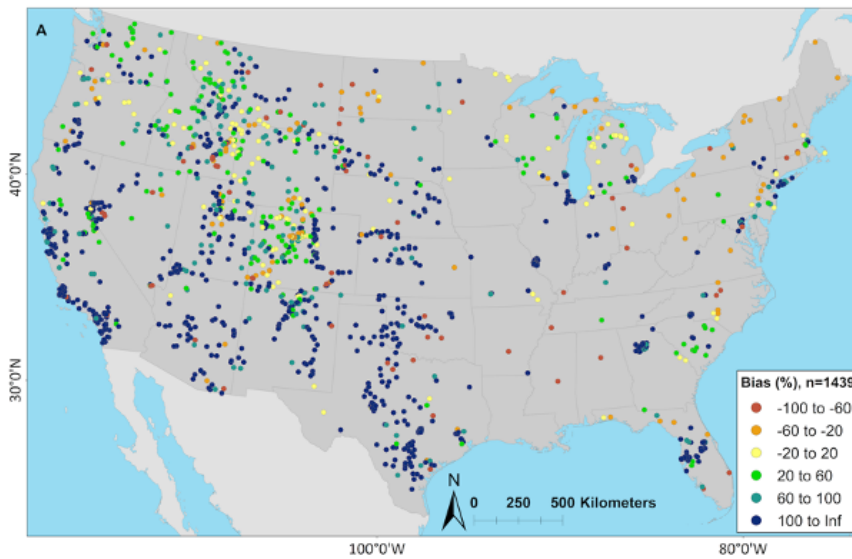 A
40°0'N
30°0'N
Bias (%), n=1439
-100 to -60
-60 to -20
-20 to 20
20 to 60
60 to 100
100 to Inf
N
0 250 500 Kilometers
100°0'W 80°0'W